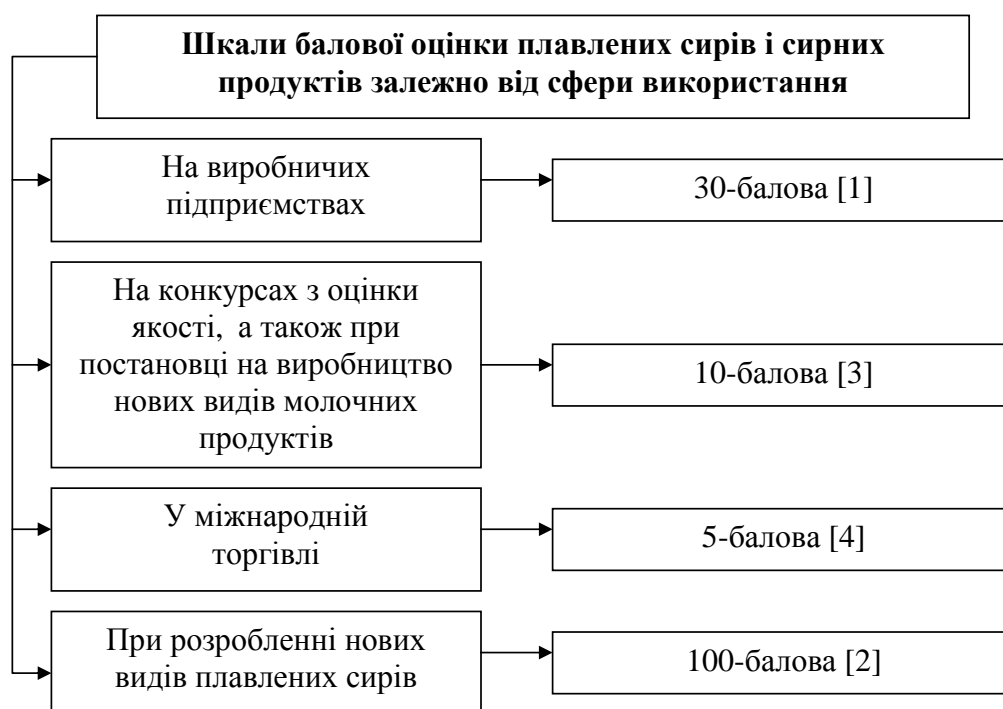 Шкали балової оцінки плавлених сирів і сирних
продуктів залежно від сфери використання
На виробничих
підприємствах
30-балова [1]
На конкурсах з оцінки
якості, а також при
постановці на виробництво
нових видів молочних
продуктів
10-балова [3]
У міжнародній
торгівлі
5-балова [4]
При розробленні нових
видів плавлених сирів
100-балова [2]